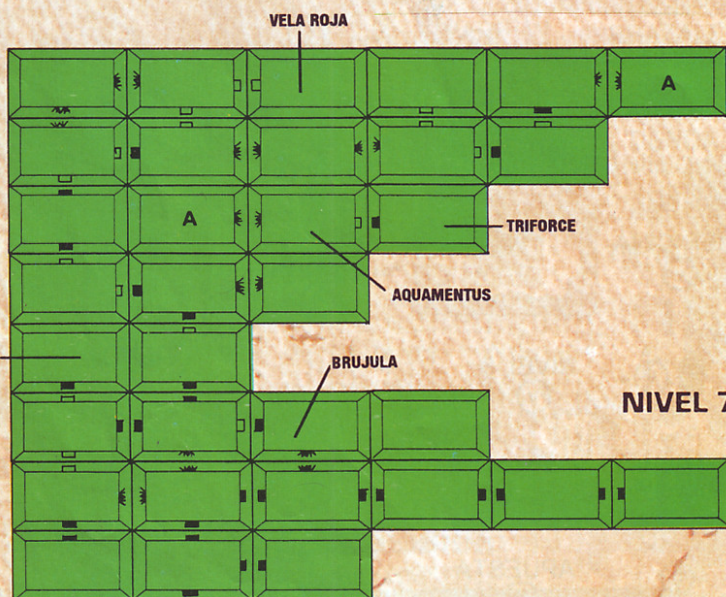 VELA ROJA
A
A
TRIFORCE
AQUAMENTUS
BRUJULA
NIVEL 7